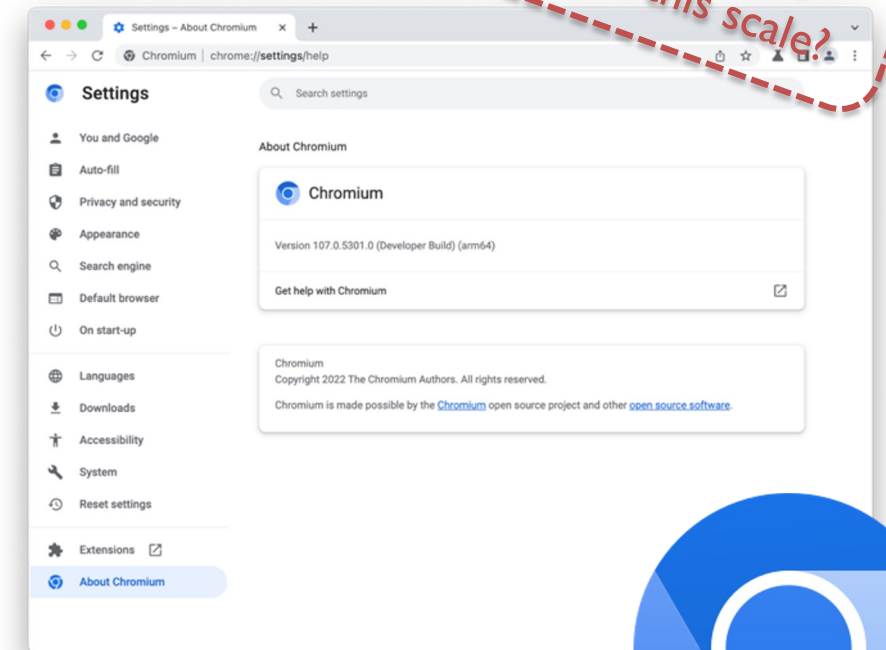 this scale?
Settings – About Chromium
Chromium | chrome://settings/help
Settings
Search settings
You and Google
Auto-fill
Privacy and security
Appearance
Search engine
Default browser
On start-up
Languages
Downloads
Accessibility
System
Reset settings
Extensions
About Chromium
About Chromium
Chromium
Version 107.0.5301.0 (Developer Build) (arm64)
Get help with Chromium
Chromium
Copyright 2022 The Chromium Authors. All rights reserved.
Chromium is made possible by the Chromium open source project and other open source software.